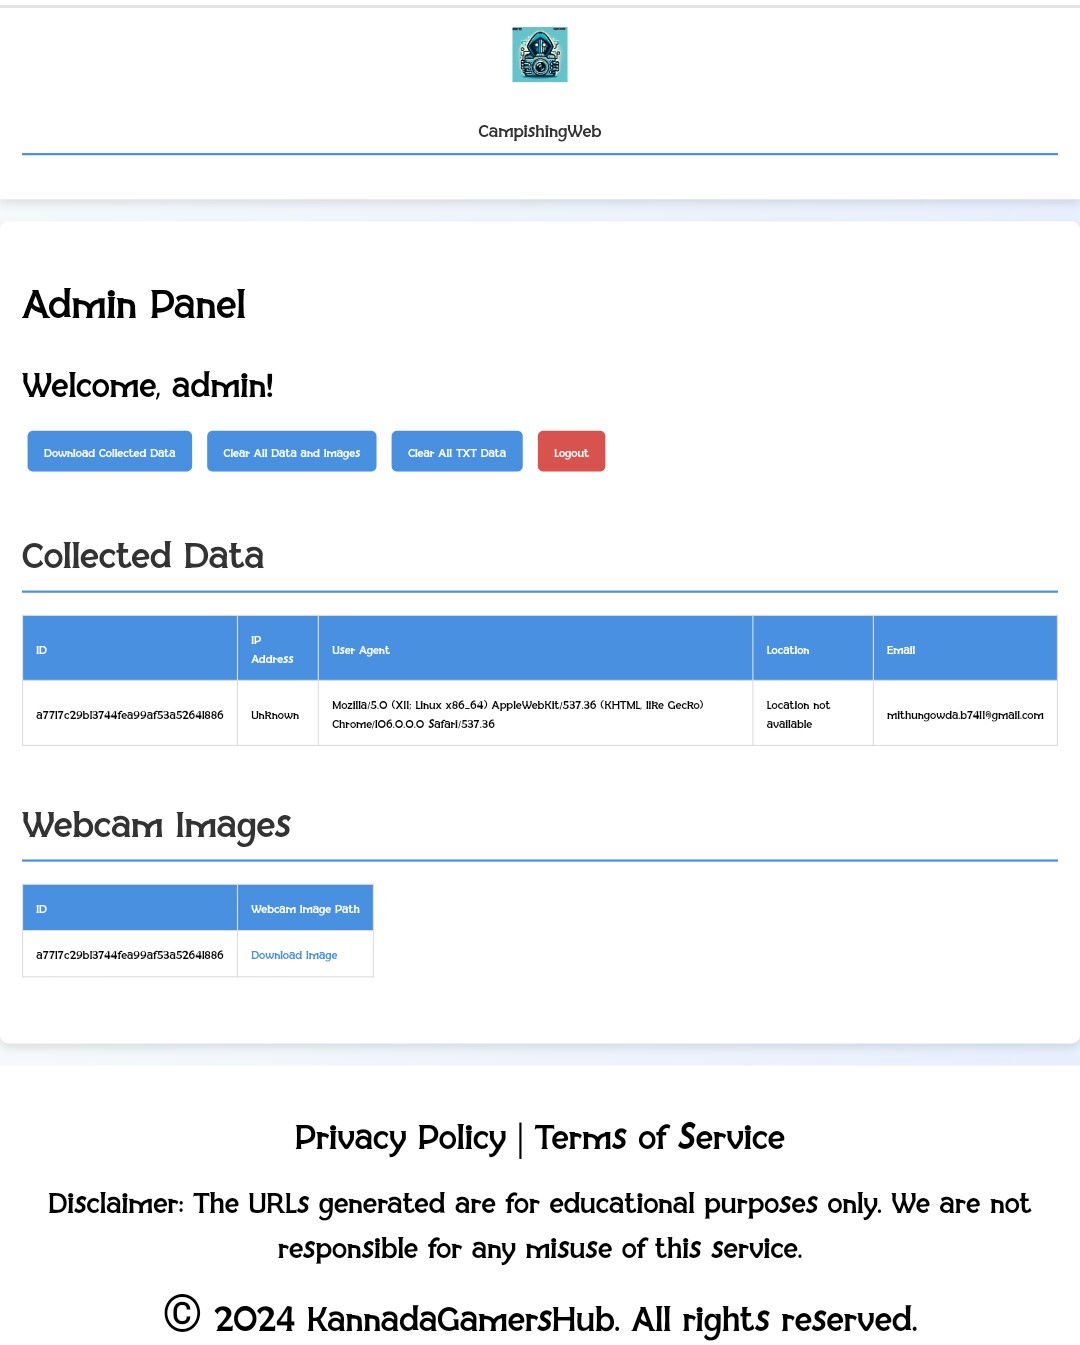 CampishingWeb
Admin Panel
Welcome, admin!
Download Collected Data
Clear All Data and Images
Clear All TXT Data
Logout
Collected Data
ID
IP
Address
User Agent
Location
Email
a7717c29b13744fea99af53a52641886
Unknown
Mozilla/5.0 (X11; Linux x86_64) AppleWebKit/537.36 (KHTML, like Gecko)
Chrome/106.0.0.0 Safari/537.36
Location not
available
mithungowda.b7411@gmail.com
Webcam Images
ID
Webcam Image Path
a7717c29b13744fea99af53a52641886
Download Image
Privacy Policy | Terms of Service
Disclaimer: The URLs generated are for educational purposes only. We are not
responsible for any misuse of this service.
© 2024 KannadaGamersHub. All rights reserved.